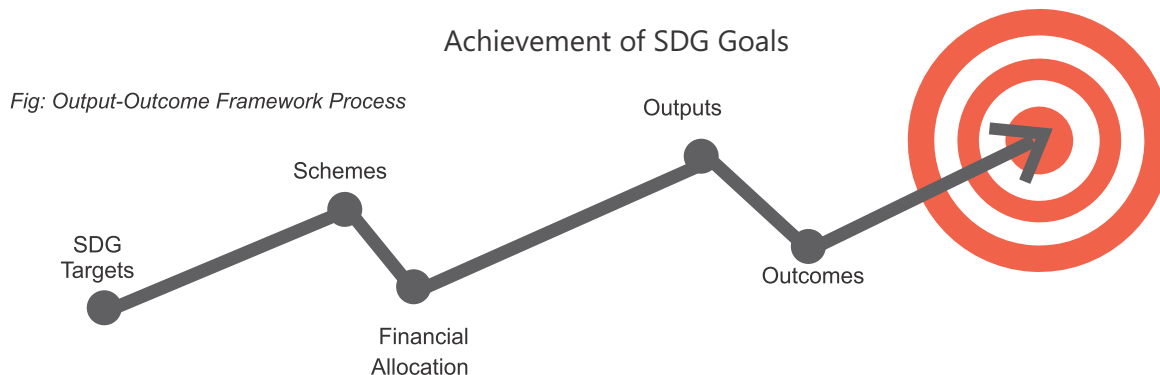 Achievement of SDG Goals
Fig: Output-Outcome Framework Process
SDG
Targets
Schemes
Financial
Allocation
Outputs
Outcomes